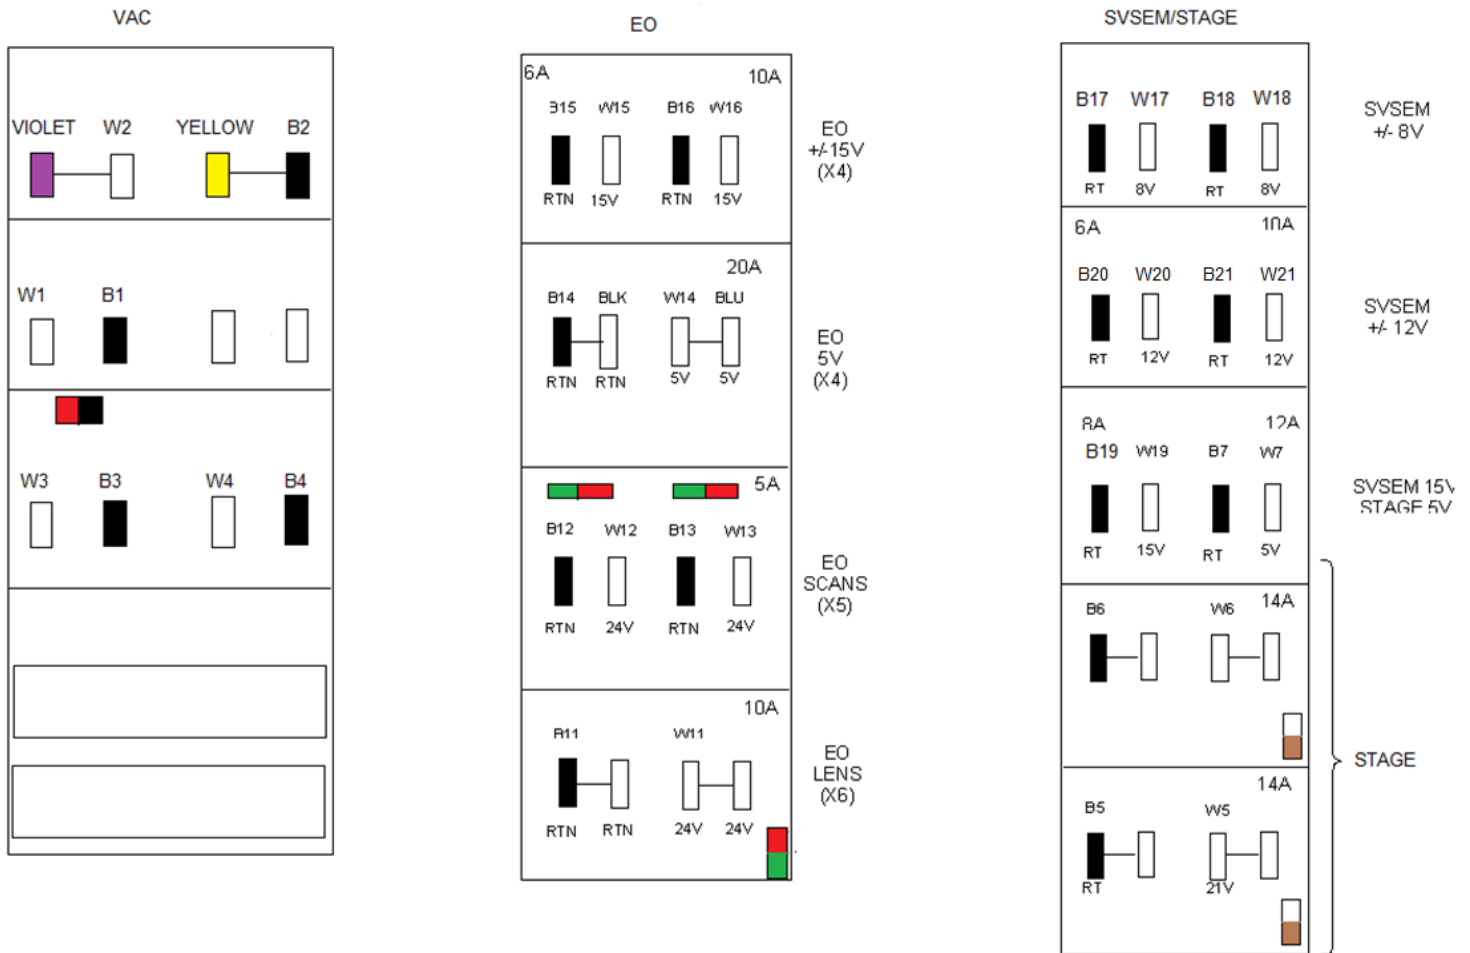 VAC
VIOLET W2 YELLOW B2
W1 B1
W3 B3 W4 B4
EO
6A 10A
B15 W15 B16 W16
RTN 15V RTN 15V
EO
+/-15V
(X4)
20A
B14 BLK W14 BLU
RTN RTN 5V 5V
EO
5V
(X4)
5A
B12 W12 B13 W13
RTN 24V RTN 24V
EO
SCANS
(X5)
10A
B11 W11
RTN RTN 24V 24V
EO
LENS
(X6)
SVSEM/STAGE
B17 W17 B18 W18
RT 8V RT 8V
SVSEM
+/- 8V
6A 10A
B20 W20 B21 W21
RT 12V RT 12V
SVSEM
+/- 12V
8A 12A
B19 W19 B7 W7
RT 15V RT 5V
SVSEM 15V
STAGE 5V
14A
B6 W6
14A
B5 W5
RT 21V
STAGE